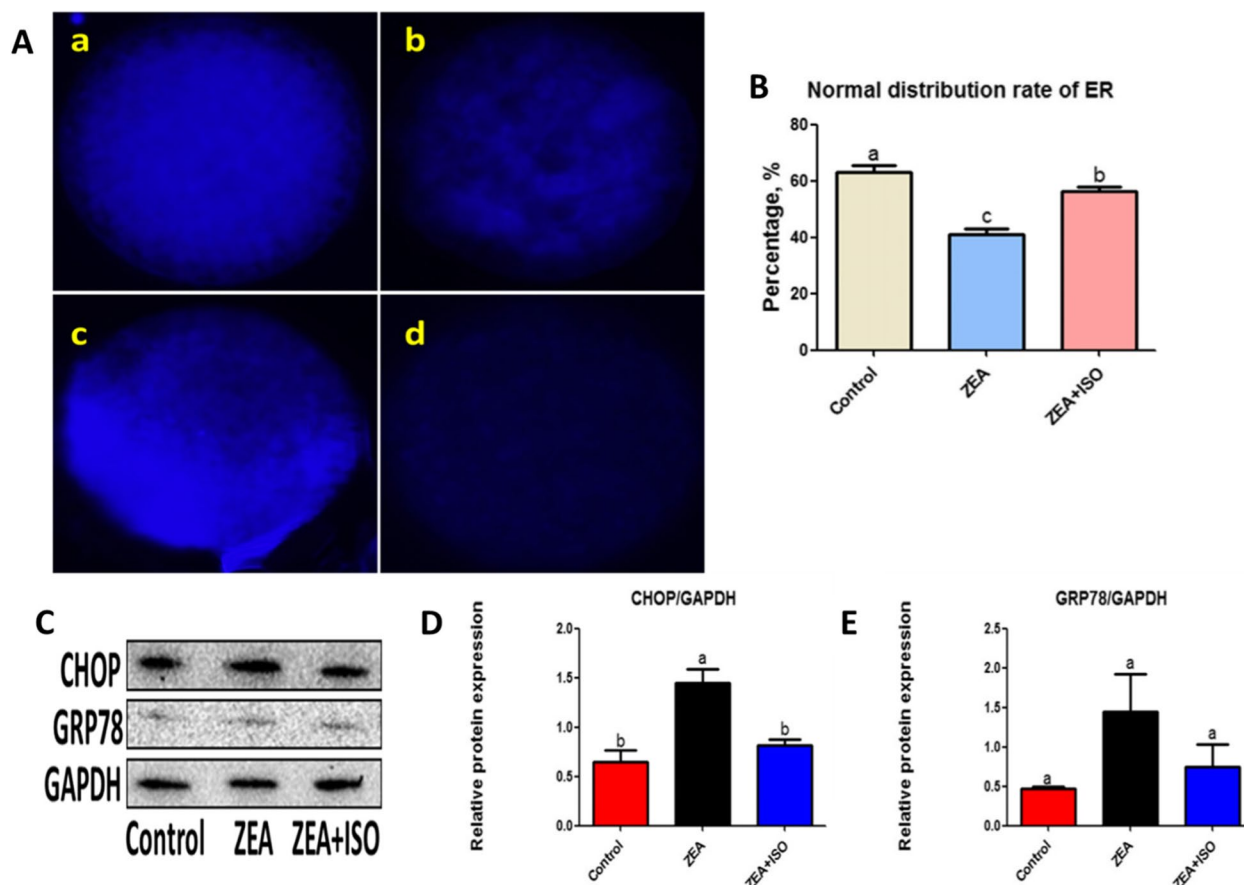 A
a
b
c
d
B
Normal distribution rate of ER
Percentage, %
80
60
40
20
0
a
c
b
Control
ZEA
ZEA+ISO
C
CHOP
GRP78
GAPDH
Control ZEA ZEA+ISO
D
CHOP/GAPDH
Relative protein expression
2.0
1.5
1.0
0.5
0.0
b
a
b
Control
ZEA
ZEA+ISO
E
GRP78/GAPDH
Relative protein expression
2.5
2.0
1.5
1.0
0.5
0.0
a
a
a
Control
ZEA
ZEA+ISO